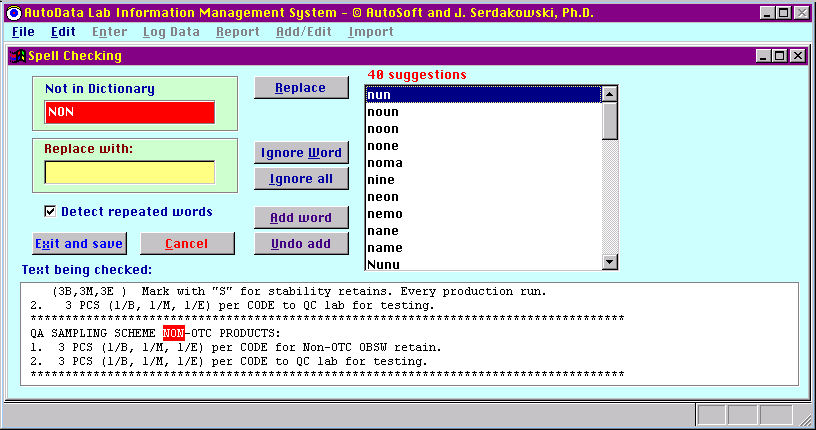 AutoData Lab Information Management System - © AutoSoft and J. Serdakowski, Ph.D.
File Edit Enter Log Data Report Add/Edit Import
Spell Checking
Not in Dictionary
NON
Replace with:
Detect repeated words
Exit and save
Cancel
Replace
Ignore Word
Ignore all
Add word
Undo add
40 suggestions
nun
noun
noon
none
noma
nine
neon
nemo
nane
name
Nunu
Text being checked:
(3B,3M,3E ) Mark with "S" for stability retains. Every production run.
2. 3 PCS (1/B, 1/M, 1/E) per CODE to QC lab for testing.
************************************************************************************
QA SAMPLING SCHEME NON-OTC PRODUCTS:
1. 3 PCS (1/B, 1/M, 1/E) per CODE for Non-OTC OBSW retain.
2. 3 PCS (1/B, 1/M, 1/E) per CODE to QC lab for testing.
************************************************************************************